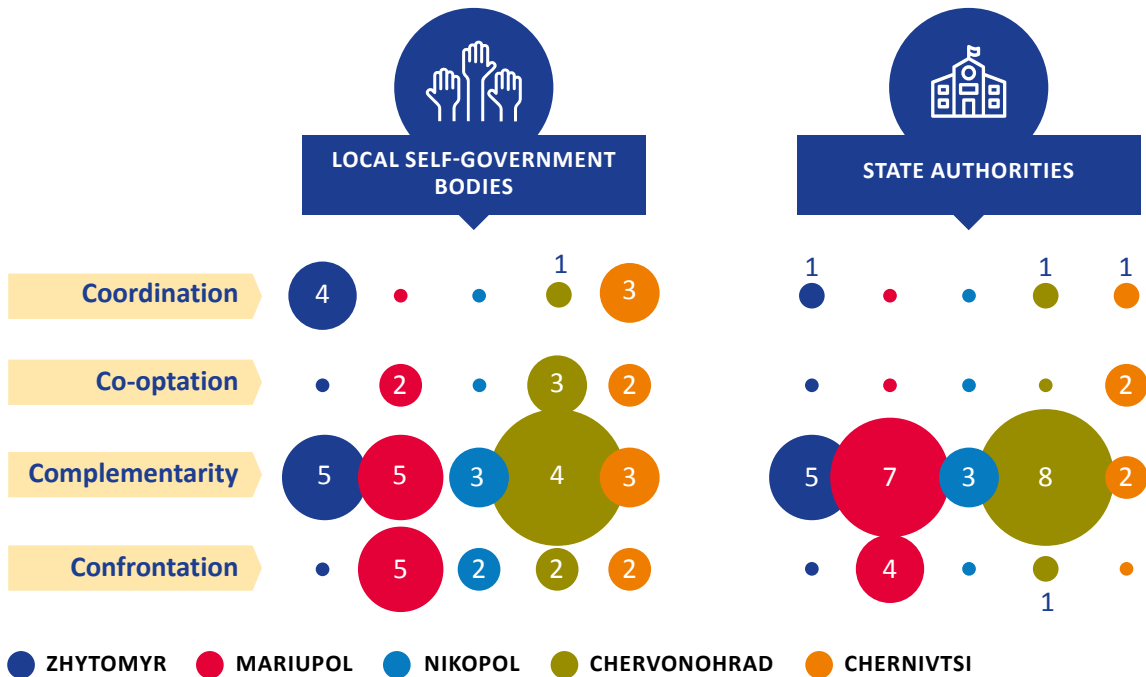 LOCAL SELF-GOVERNMENT
BODIES
STATE AUTHORITIES
Coordination 4 1 3 1 1 1
Co-optation 2 3 2 2
Complementarity 5 5 3 4 3 5 7 3 8 2
Confrontation 5 2 2 2 4 1
ZHYTOMYR MARIUPOL NIKOPOL CHERVONOHRAD CHERNIVTSI